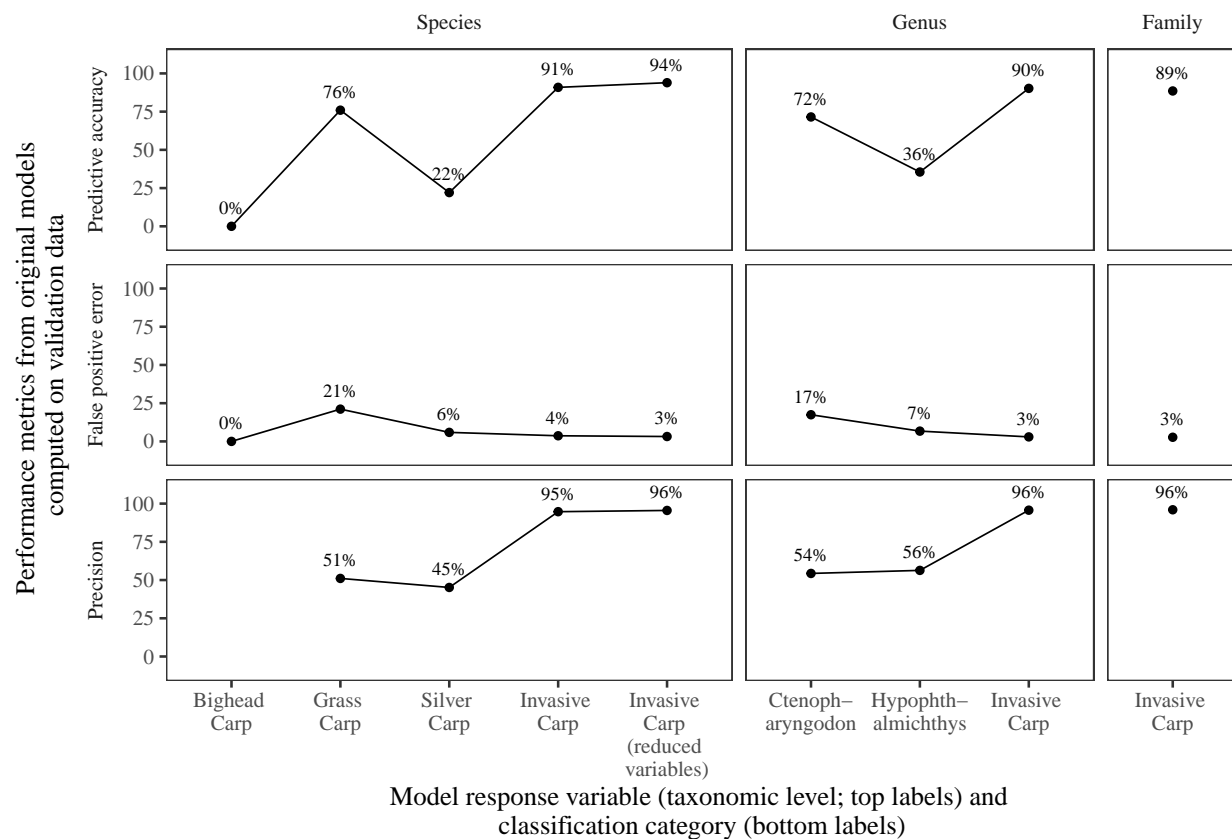 Species
Genus
Family
Performance metrics from original models
computed on validation data
Predictive accuracy
100
75
50
25
0
0%
76%
22%
91%
94%
72%
36%
90%
89%
False positive error
100
75
50
25
0
0%
21%
6%
4%
3%
17%
7%
3%
3%
Precision
100
75
50
25
0
51%
45%
95%
96%
54%
56%
96%
96%
Bighead
Carp
Grass
Carp
Silver
Carp
Invasive
Carp
Invasive
Carp
(reduced
variables)
Ctenoph−
aryngodon
Hypophth−
almichthys
Invasive
Carp
Invasive
Carp
Model response variable (taxonomic level; top labels) and
classification category (bottom labels)